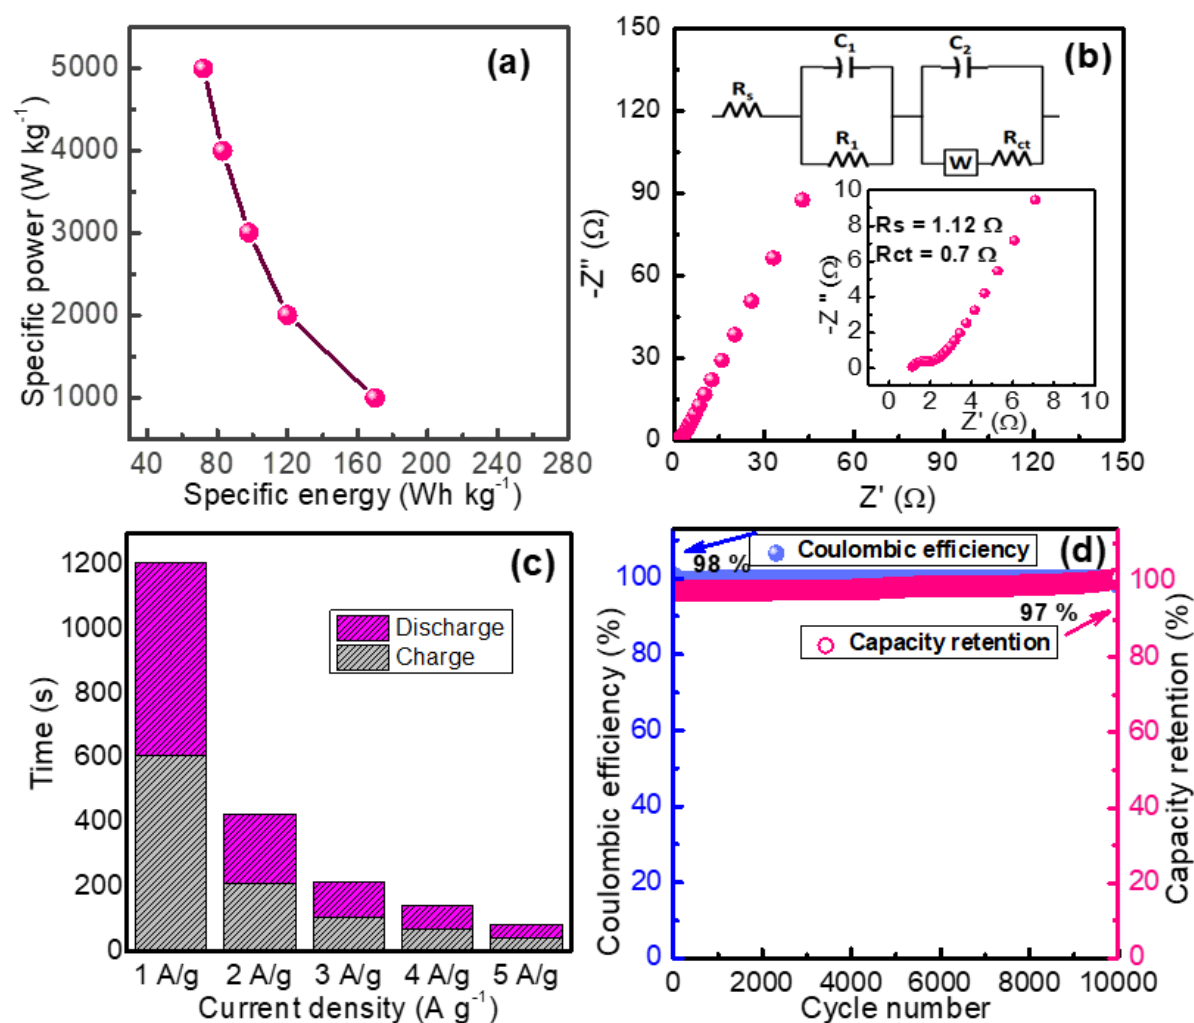 (a)
Specific power (W kg-1)
5000
4000
3000
2000
1000
40 80 120 160 200 240 280
Specific energy (Wh kg-1)
(b)
-Z" (Ω)
150
120
90
60
30
0
0 30 60 90 120 150
Z' (Ω)
C1
C2
Rs
R1
W
Rct
Rs = 1.12 Ω
Rct = 0.7 Ω
-Z" (Ω)
10
8
6
4
2
0
0 2 4 6 8 10
Z' (Ω)
(c)
Time (s)
1200
1000
800
600
400
200
0
Discharge
Charge
1 A/g 2 A/g 3 A/g 4 A/g 5 A/g
Current density (A g-1)
(d)
Coulombic efficiency (%)
100
80
60
40
20
0
Coulombic efficiency
98 %
97 %
Capacity retention
0 2000 4000 6000 8000 10000
Cycle number
100
80
60
40
20
0
Capacity retention (%)